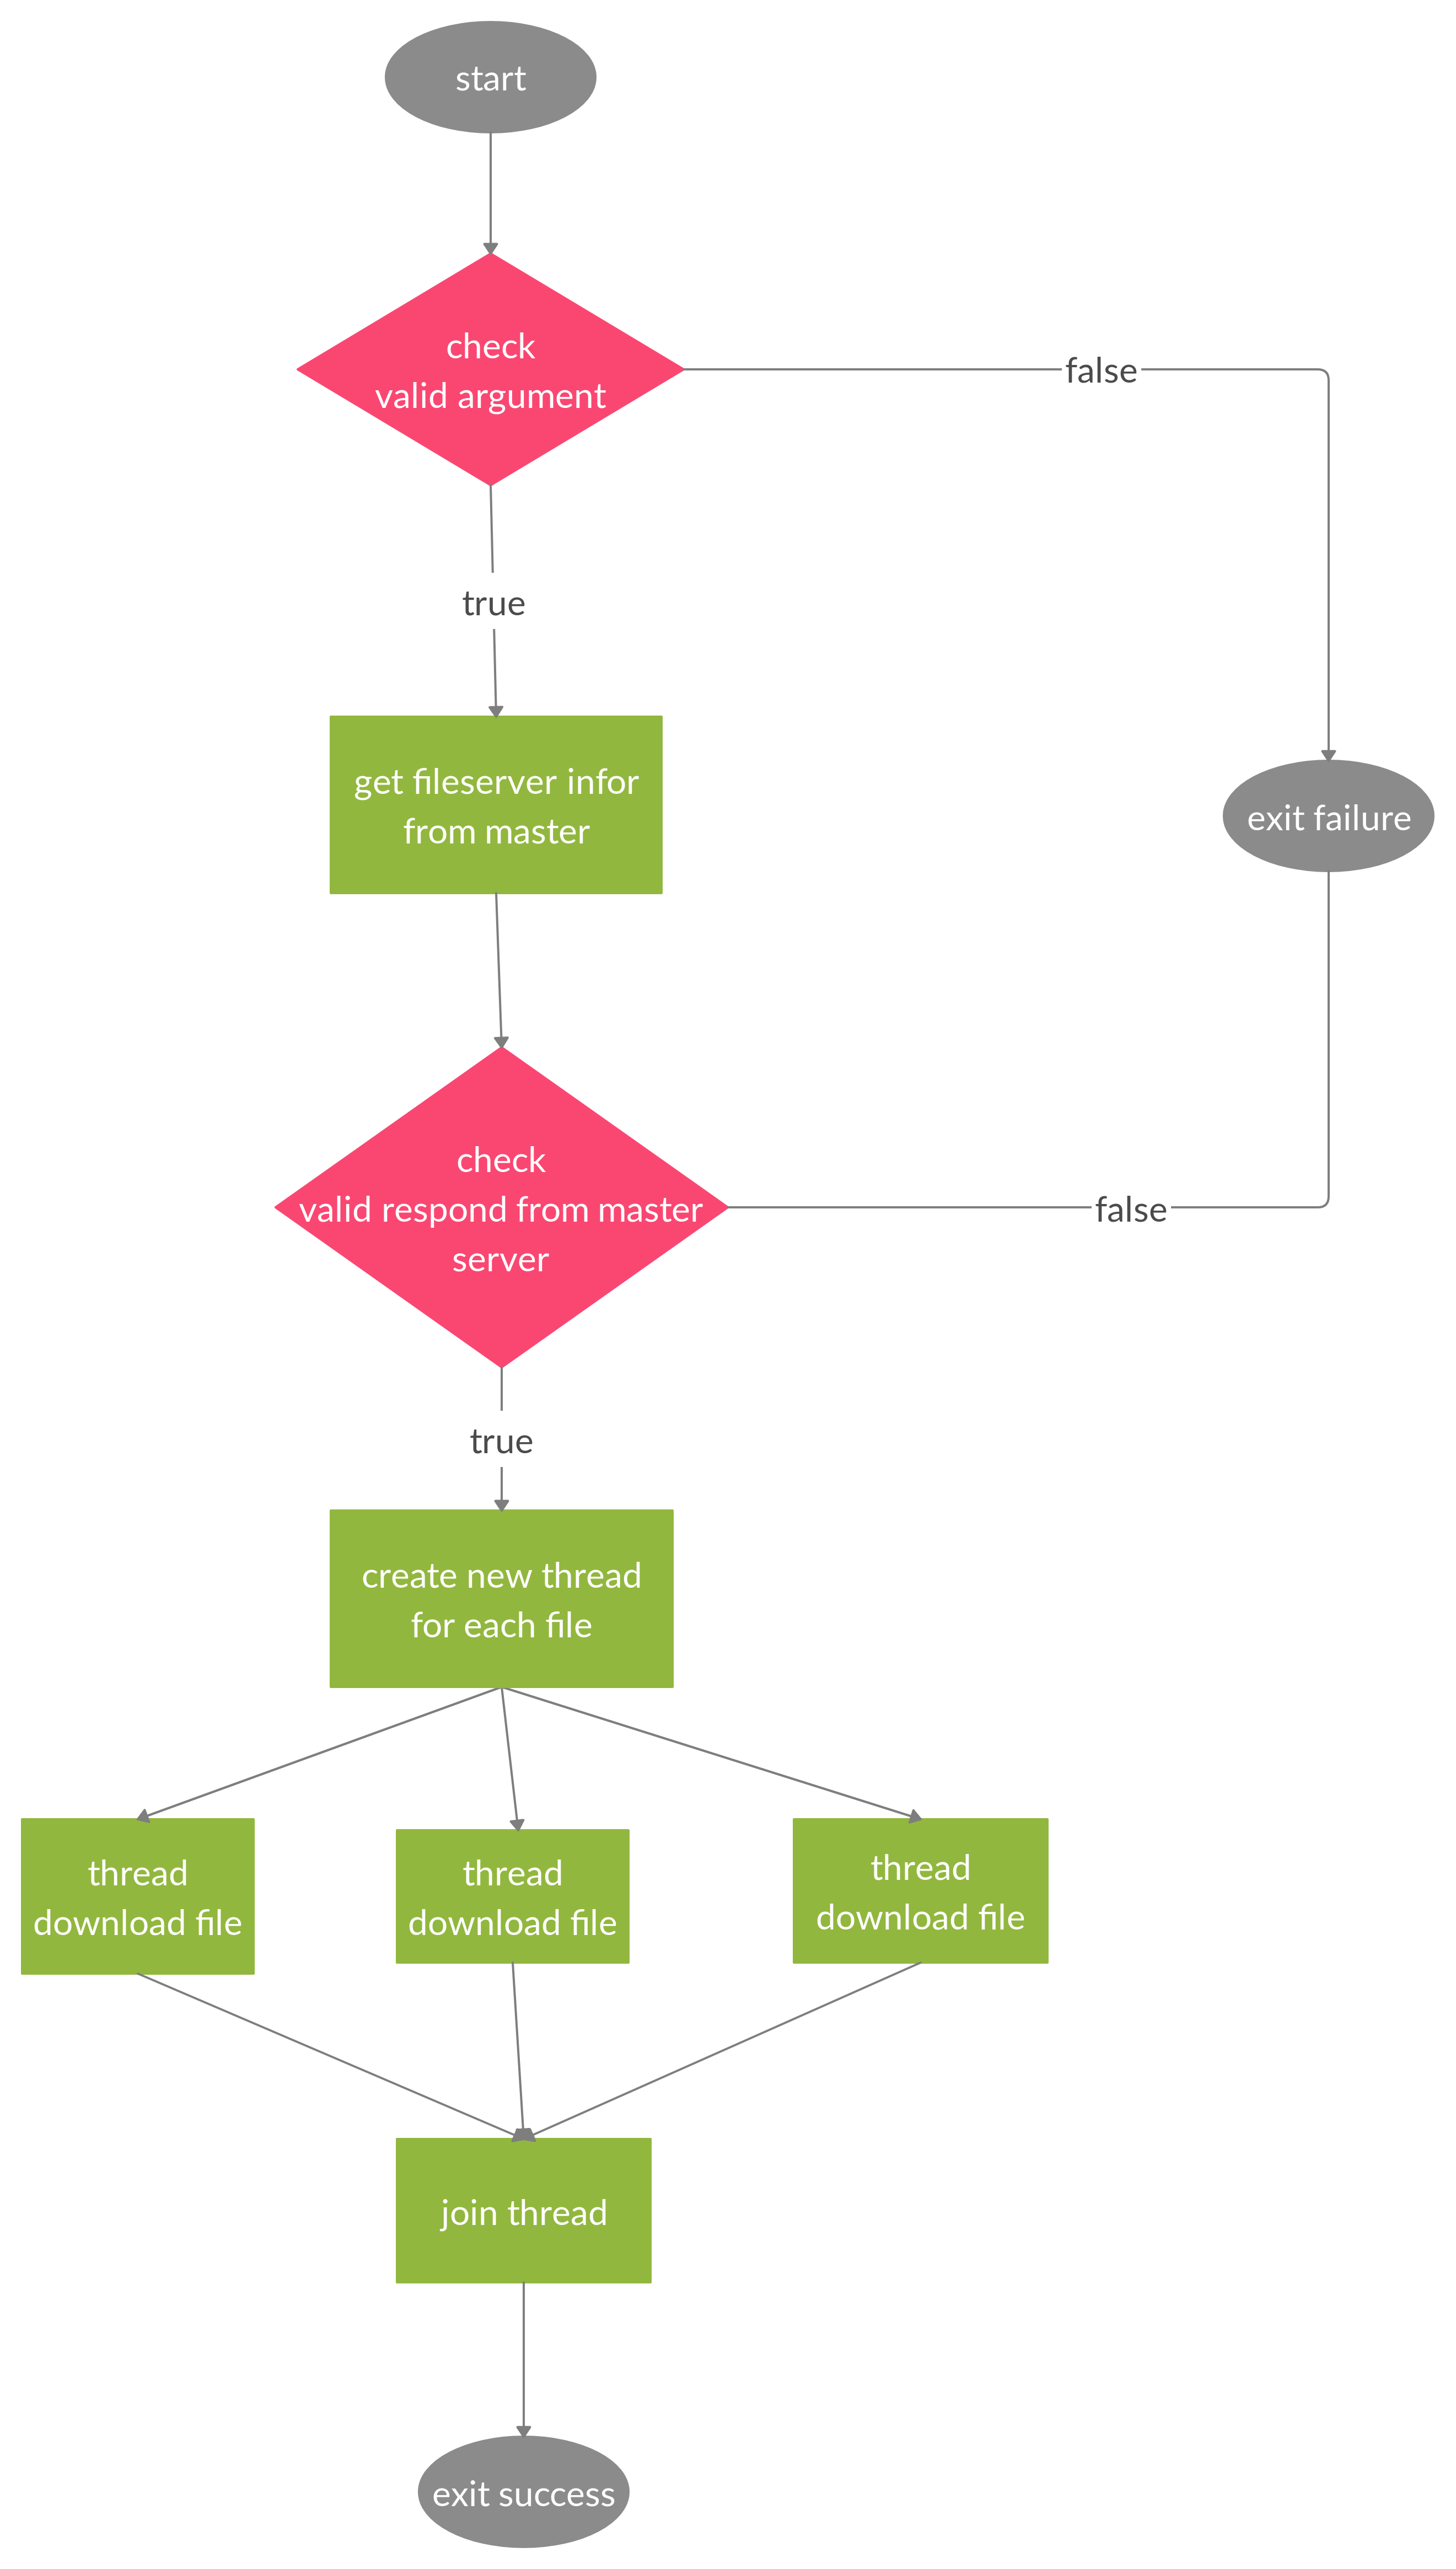 start
check
valid argument
false
true
get fileserver infor
from master
exit failure
check
valid respond from master
server
false
true
create new thread
for each file
thread
download file
thread
download file
thread
download file
join thread
exit success